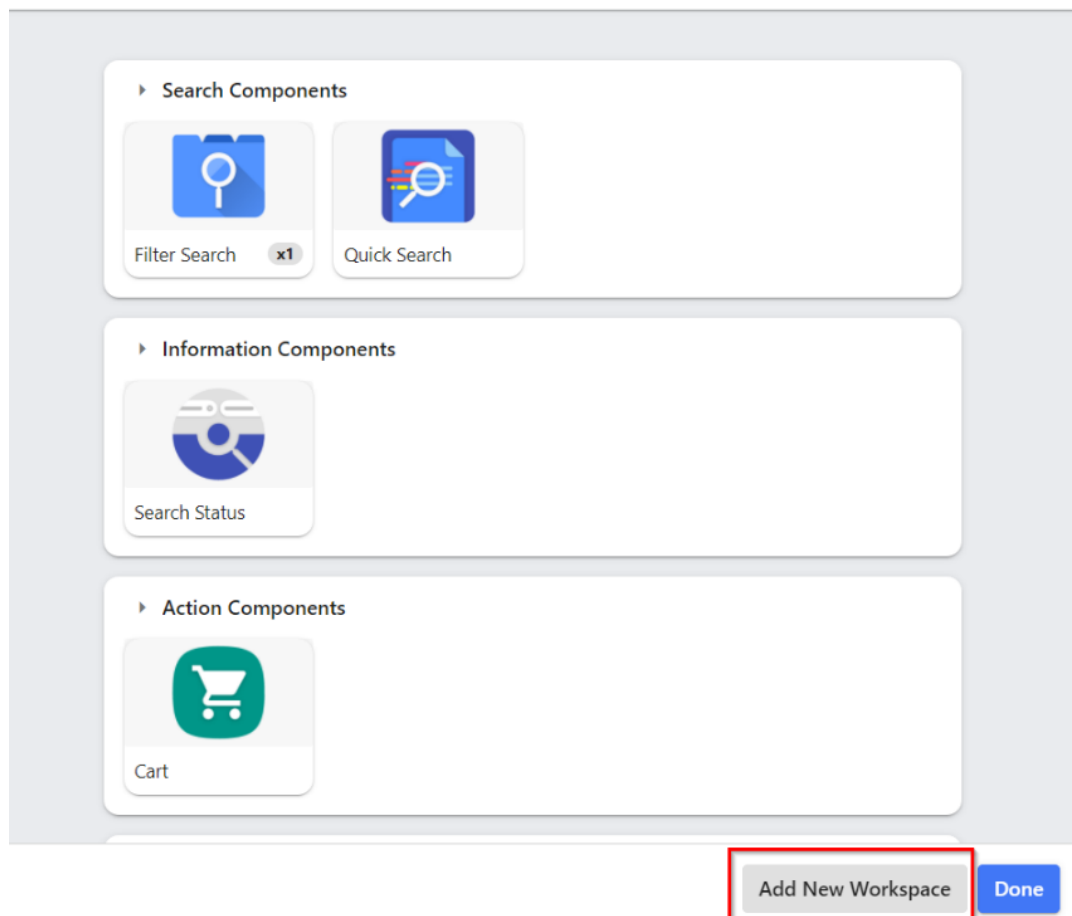 Search Components
Filter Search x1 Quick Search
Information Components
Search Status
Action Components
Cart
Add New Workspace Done